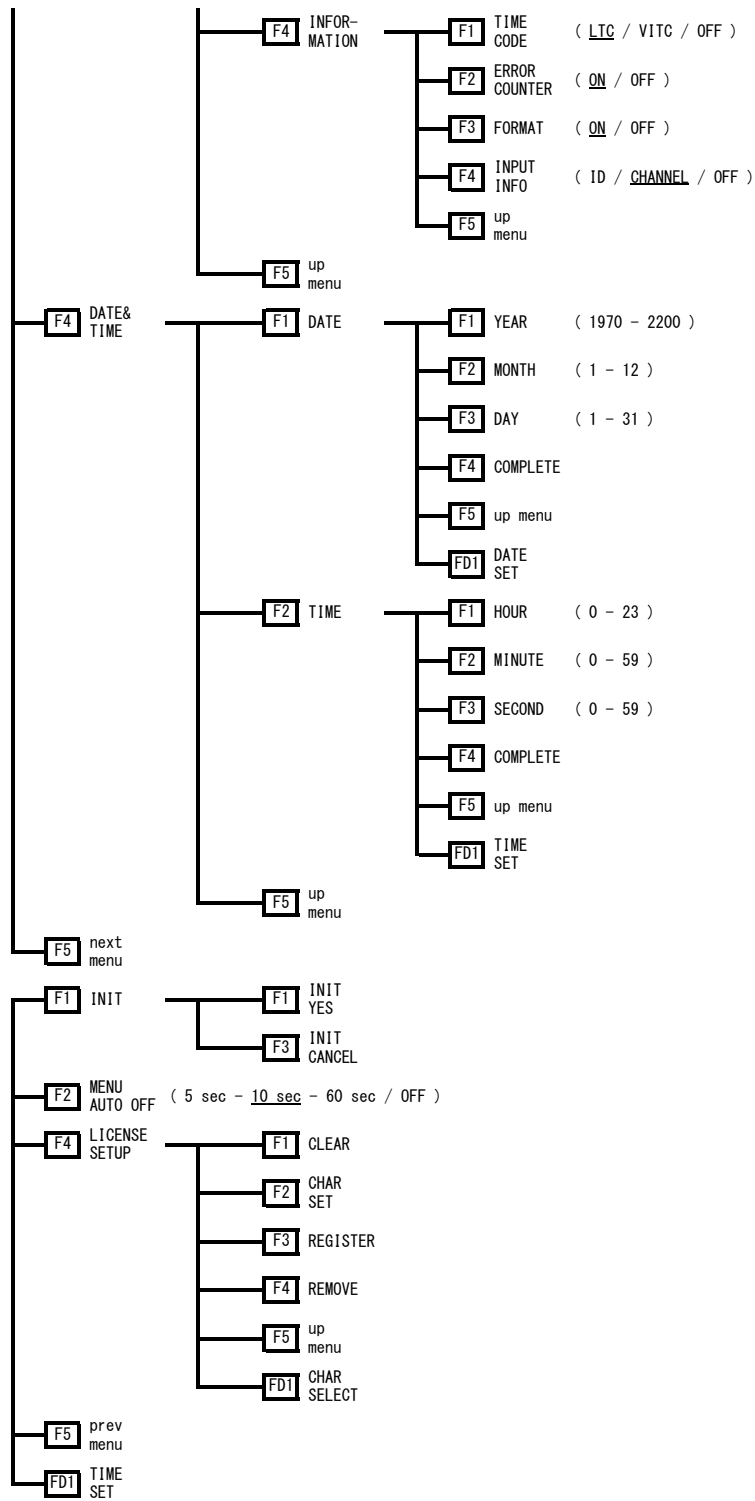 F4 INFOR-
MATION
F1 TIME
CODE ( LTC / VITC / OFF )
F2 ERROR
COUNTER ( ON / OFF )
F3 FORMAT ( ON / OFF )
F4 INPUT
INFO ( ID / CHANNEL / OFF )
F5 up
menu
F5 up
menu
F4 DATE&
TIME
F1 DATE
F1 YEAR ( 1970 - 2200 )
F2 MONTH ( 1 - 12 )
F3 DAY ( 1 - 31 )
F4 COMPLETE
F5 up menu
FD1 DATE
SET
F2 TIME
F1 HOUR ( 0 - 23 )
F2 MINUTE ( 0 - 59 )
F3 SECOND ( 0 - 59 )
F4 COMPLETE
F5 up menu
FD1 TIME
SET
F5 up
menu
F5 next
menu
F1 INIT
F1 INIT
YES
F3 INIT
CANCEL
F2 MENU
AUTO OFF ( 5 sec - 10 sec - 60 sec / OFF )
F4 LICENSE
SETUP
F1 CLEAR
F2 CHAR
SET
F3 REGISTER
F4 REMOVE
F5 up
menu
FD1 CHAR
SELECT
F5 prev
menu
FD1 TIME
SET